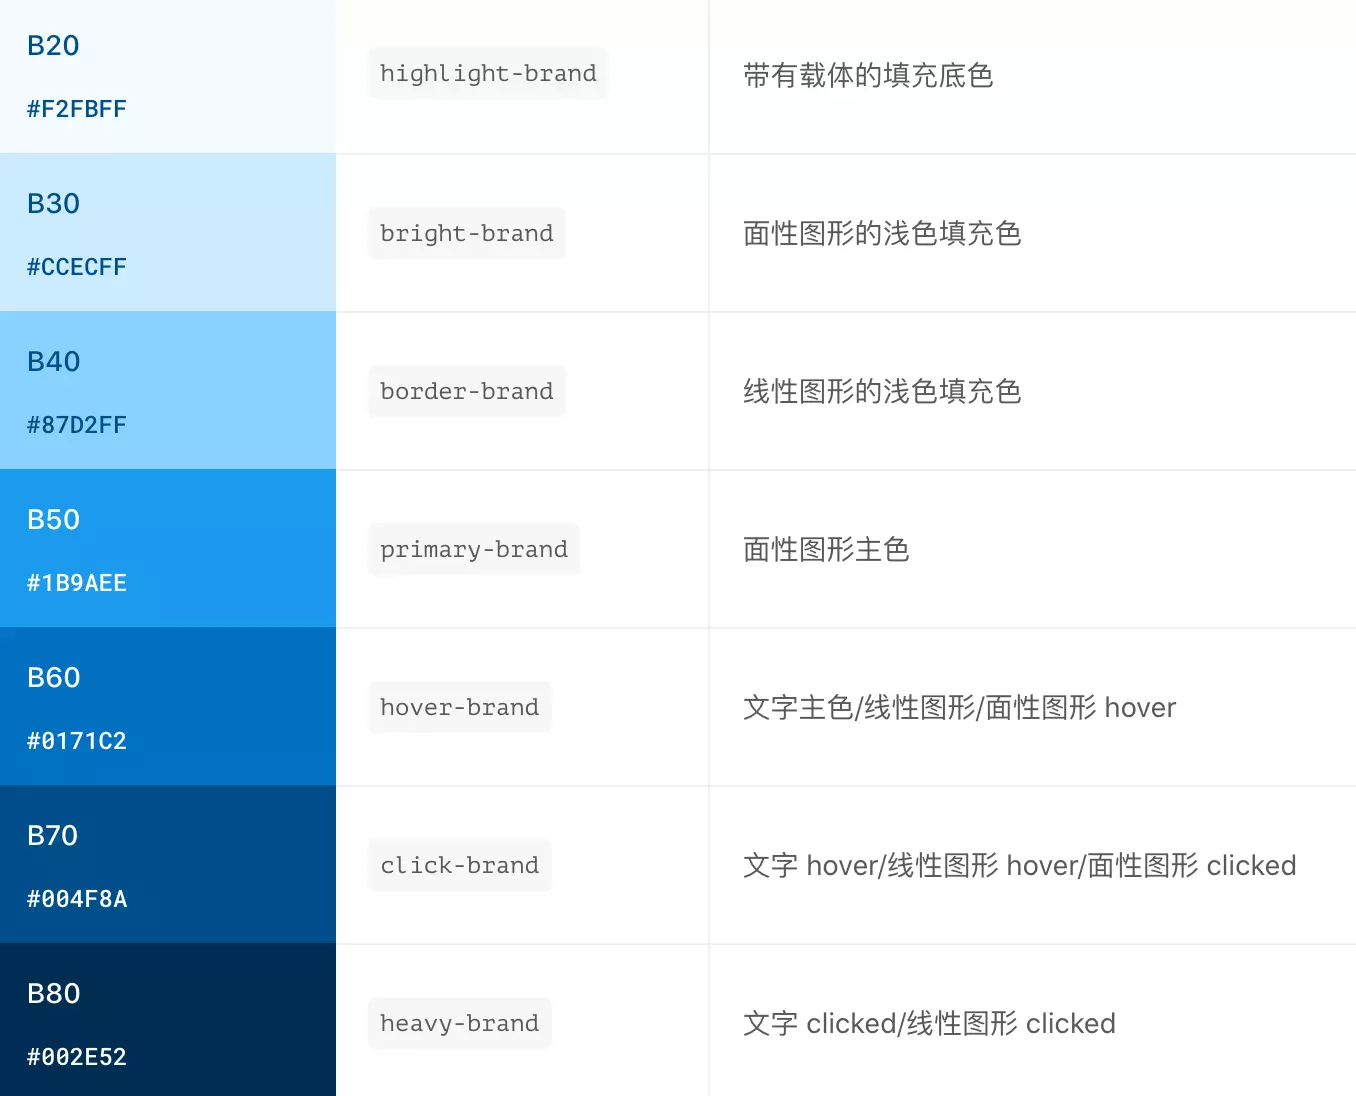 B20
#F2FBFF
highlight-brand
带有载体的填充底色
B30
#CCECFF
bright-brand
面性图形的浅色填充色
B40
#87D2FF
border-brand
线性图形的浅色填充色
B50
#1B9AEE
primary-brand
面性图形主色
B60
#0171C2
hover-brand
文字主色/线性图形/面性图形 hover
B70
#004F8A
click-brand
文字 hover/线性图形 hover/面性图形 clicked
B80
#002E52
heavy-brand
文字 clicked/线性图形 clicked